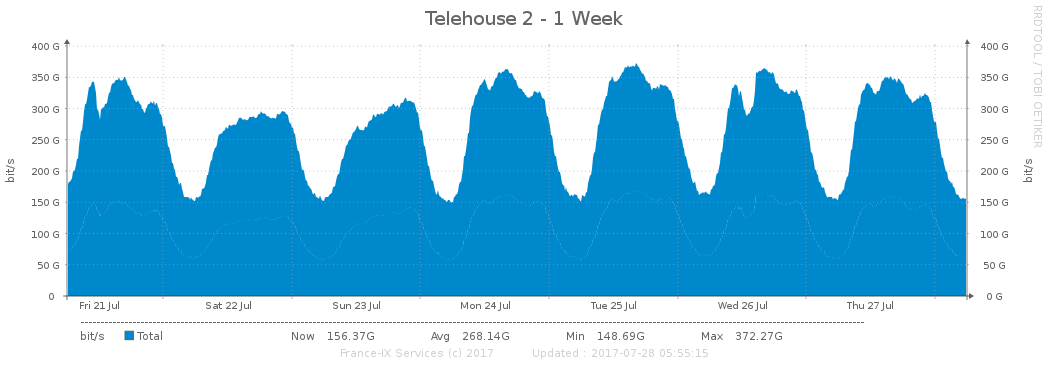 Telehouse 2 - 1 Week
RRDTOOL / TOBI OETIKER
400 G 400 G
350 G 350 G
300 G 300 G
250 G 250 G
200 G 200 G
150 G 150 G
100 G 100 G
50 G 50 G
0 0 G
bit/s bit/s
Fri 21 Jul Sat 22 Jul Sun 23 Jul Mon 24 Jul Tue 25 Jul Wed 26 Jul Thu 27 Jul
bit/s Total Now 156.37G Avg 268.14G Min 148.69G Max 372.27G
France-IX Services (c) 2017 Updated : 2017-07-28 05:55:15